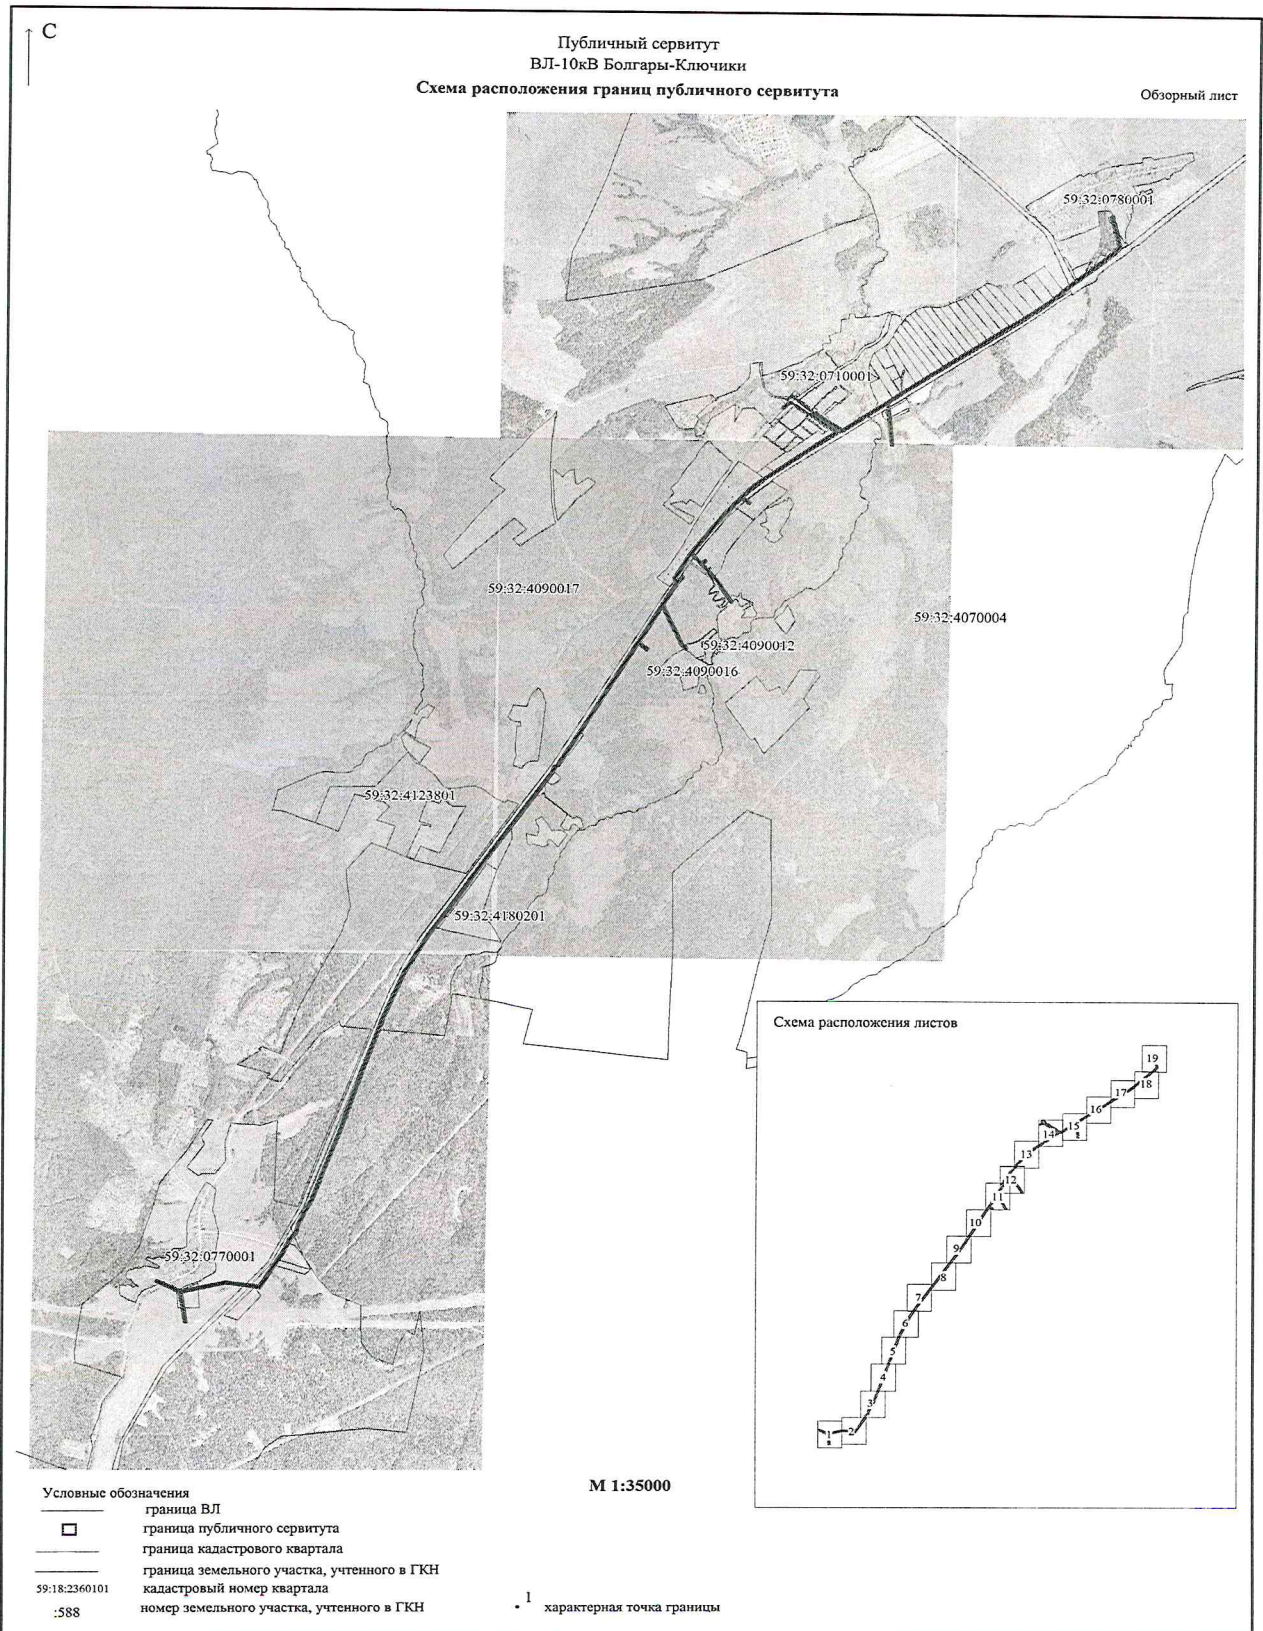 С
Публичный сервитут
ВЛ-10кВ Болгары-Ключики
Схема расположения границ публичного сервитута
Обзорный лист
59:32:0780001
59:32:0710001
59:32:4090017
59:32:4070004
59:32:4090012
59:32:4090016
59:32:4123801
59:32:4180201
59:32:0770001
Схема расположения листов
19
18
17
16
15
14
13
12
11
10
9
8
7
6
5
4
3
2
1
М 1:35000
Условные обозначения
граница ВЛ
граница публичного сервитута
граница кадастрового квартала
граница земельного участка, учтенного в ГКН
59:18:2360101 кадастровый номер квартала
:588 номер земельного участка, учтенного в ГКН
1 характерная точка границы